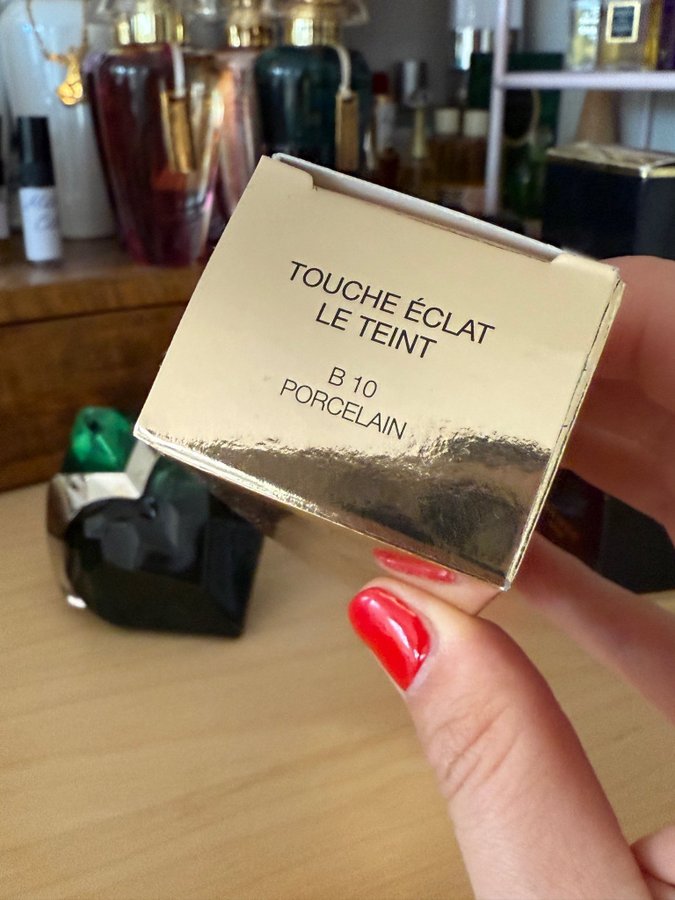 TOUCHE ÉCLAT
LE TEINT
B 10
PORCELAIN